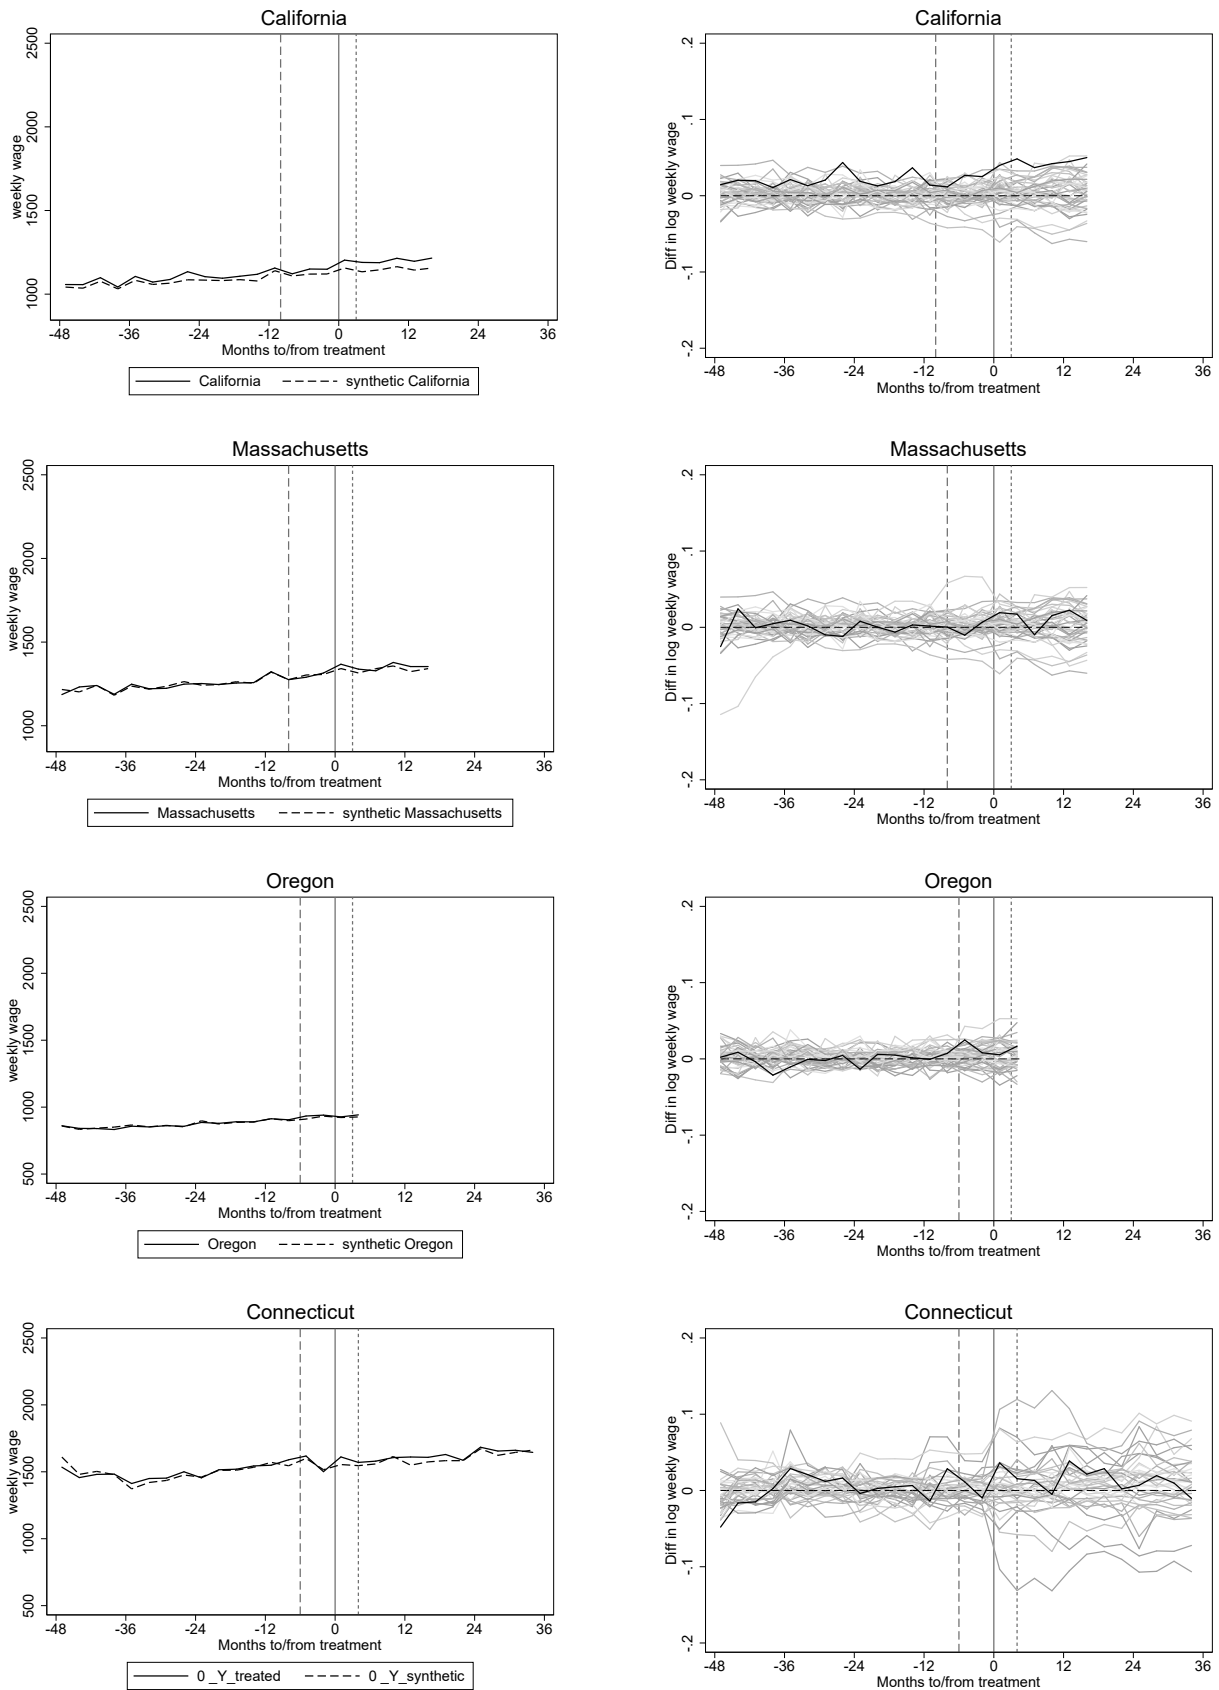 California
2500
2000
1500
1000
weekly wage
-48 -36 -24 -12 0 12 24 36
Months to/from treatment
California synthetic California
California
.2
.1
0
-.1
-.2
Diff in log weekly wage
-48 -36 -24 -12 0 12 24 36
Months to/from treatment
Massachusetts
2500
2000
1500
1000
weekly wage
-48 -36 -24 -12 0 12 24 36
Months to/from treatment
Massachusetts synthetic Massachusetts
Massachusetts
.2
.1
0
-.1
-.2
Diff in log weekly wage
-48 -36 -24 -12 0 12 24 36
Months to/from treatment
Oregon
2500
2000
1500
1000
500
weekly wage
-48 -36 -24 -12 0 12 24 36
Months to/from treatment
Oregon synthetic Oregon
Oregon
.2
.1
0
-.1
-.2
Diff in log weekly wage
-48 -36 -24 -12 0 12 24 36
Months to/from treatment
Connecticut
2500
2000
1500
1000
500
weekly wage
-48 -36 -24 -12 0 12 24 36
Months to/from treatment
0 _Y_treated 0 _Y_synthetic
Connecticut
.2
.1
0
-.1
-.2
Diff in log weekly wage
-48 -36 -24 -12 0 12 24 36
Months to/from treatment